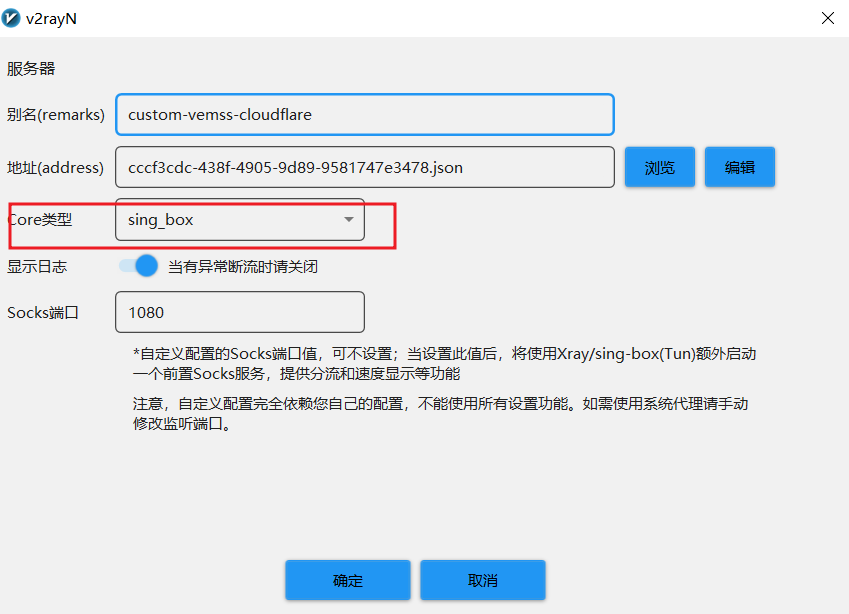 v2rayN
服务器
别名(remarks) custom-vemss-cloudflare
地址(address) cccf3cdc-438f-4905-9d89-9581747e3478.json 浏览 编辑
Core类型 sing_box
显示日志 当有异常断流时请关闭
Socks端口 1080
*自定义配置的Socks端口值，可不设置；当设置此值后，将使用Xray/sing-box(Tun)额外启动
一个前置Socks服务，提供分流和速度显示等功能
注意，自定义配置完全依赖您自己的配置，不能使用所有设置功能。如需使用系统代理请手动
修改监听端口。
确定 取消